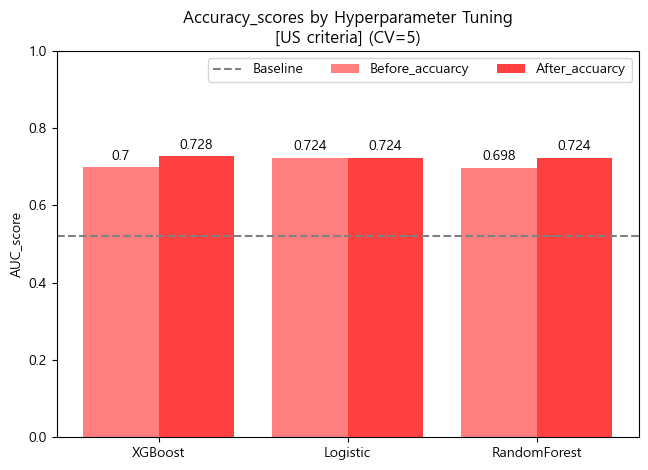 Accuracy_scores by Hyperparameter Tuning
[US criteria] (CV=5)
Baseline
Before_accuarcy
After_accuarcy
AUC_score
1.0
0.8
0.6
0.4
0.2
0.0
0.7
0.728
0.724
0.724
0.698
0.724
XGBoost
Logistic
RandomForest